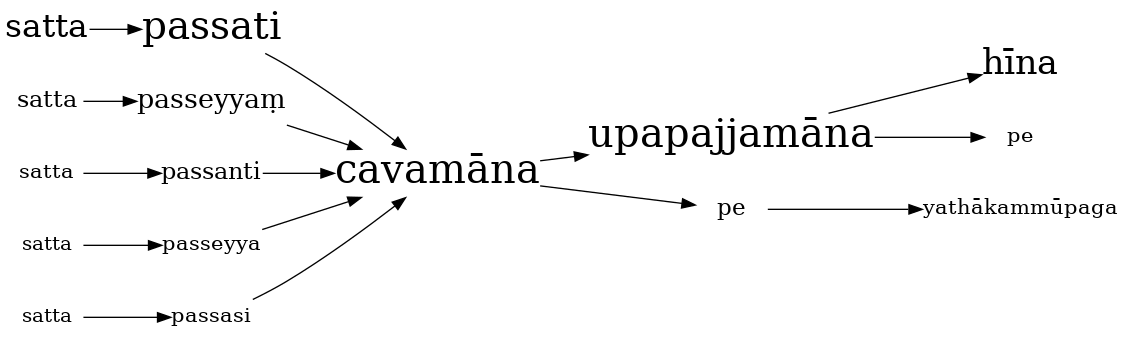 satta passati
satta passeyyaṃ
satta passanti
satta passeyya
satta passasi
cavamāna
upapajjamāna
pe
hīna
pe
yathākammūpaga